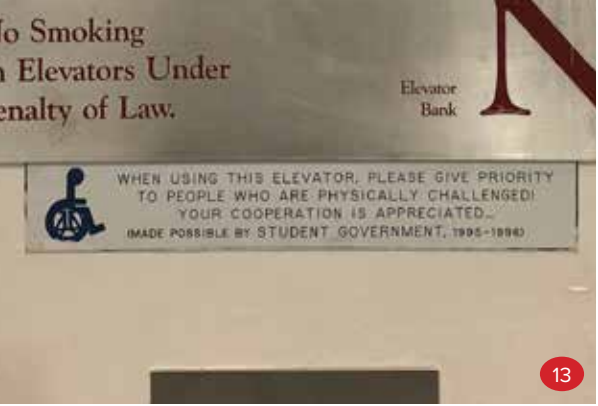 No Smoking
n Elevators Under
enalty of Law.
Elevator
Bank
N
WHEN USING THIS ELEVATOR, PLEASE GIVE PRIORITY
TO PEOPLE WHO ARE PHYSICALLY CHALLENGED!
YOUR COOPERATION IS APPRECIATED...
(MADE POSSIBLE BY STUDENT GOVERNMENT, 1995-1996)
13